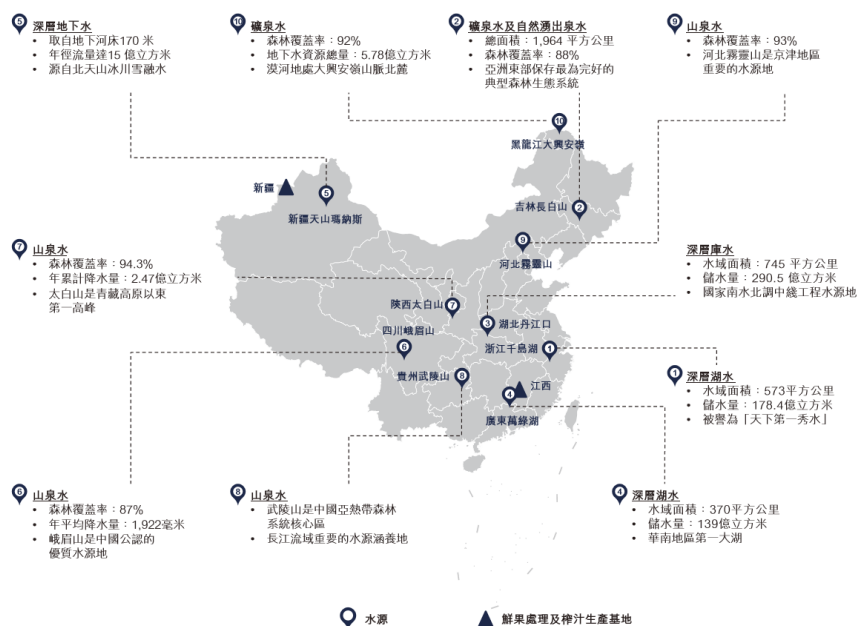 5 深層地下水
• 取自地下河床170 米
• 年徑流量達15 億立方米
• 源自北天山冰川雪融水
10 礦泉水
• 森林覆蓋率：92%
• 地下水資源總量：5.78億立方米
• 漠河地處大興安嶺山脈北麓
2 礦泉水及自然湧出泉水
• 總面積：1,964 平方公里
• 森林覆蓋率：88%
• 亞洲東部保存最為完好的
典型森林生態系統
9 山泉水
• 森林覆蓋率：93%
• 河北霧靈山是京津地區
重要的水源地
10
黑龍江大興安嶺
新疆
5
新疆天山瑪納斯
吉林長白山 2
9
河北霧靈山
7 山泉水
• 森林覆蓋率：94.3%
• 年累計降水量：2.47億立方米
• 太白山是青藏高原以東
第一高峰
深層庫水
• 水域面積：745 平方公里
• 儲水量：290.5 億立方米
• 國家南水北調中綫工程水源地
陝西太白山 7
3 湖北丹江口
四川峨眉山
6
浙江千島湖 1
貴州武陵山 8
江西
4
廣東萬綠湖
1 深層湖水
• 水域面積：573平方公里
• 儲水量：178.4億立方米
• 被譽為「天下第一秀水」
6 山泉水
• 森林覆蓋率：87%
• 年平均降水量：1,922毫米
• 峨眉山是中國公認的
優質水源地
8 山泉水
• 武陵山是中國亞熱帶森林
系統核心區
• 長江流域重要的水源涵養地
4 深層湖水
• 水域面積：370平方公里
• 儲水量：139億立方米
• 華南地區第一大湖
水源
鮮果處理及榨汁生產基地